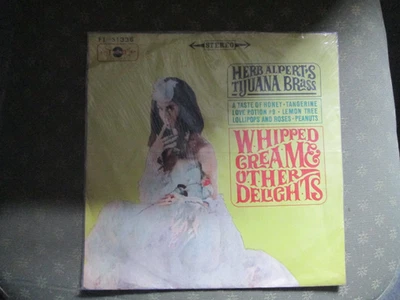 STEREO
HERB ALPERT'S
TIJUANA BRASS
A TASTE OF HONEY • TANGERINE
LOVE POTION #9 • LEMON TREE
LOLLIPOPS AND ROSES • PEANUTS
WHIPPED
CREAM &
OTHER
DELIGHTS